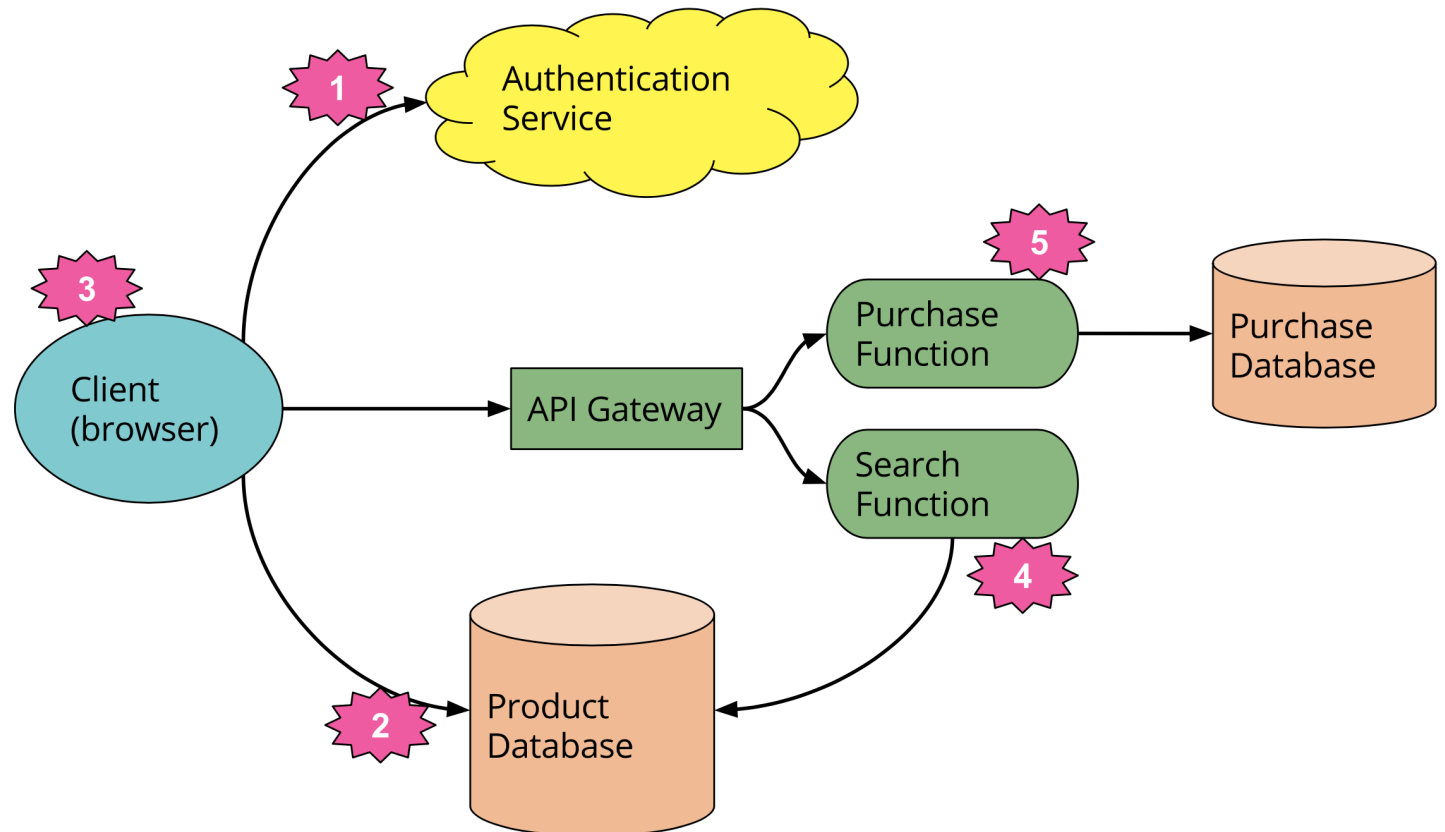 1
Authentication
Service
3
Client
(browser)
API Gateway
5
Purchase
Function
Purchase
Database
Search
Function
4
2
Product
Database